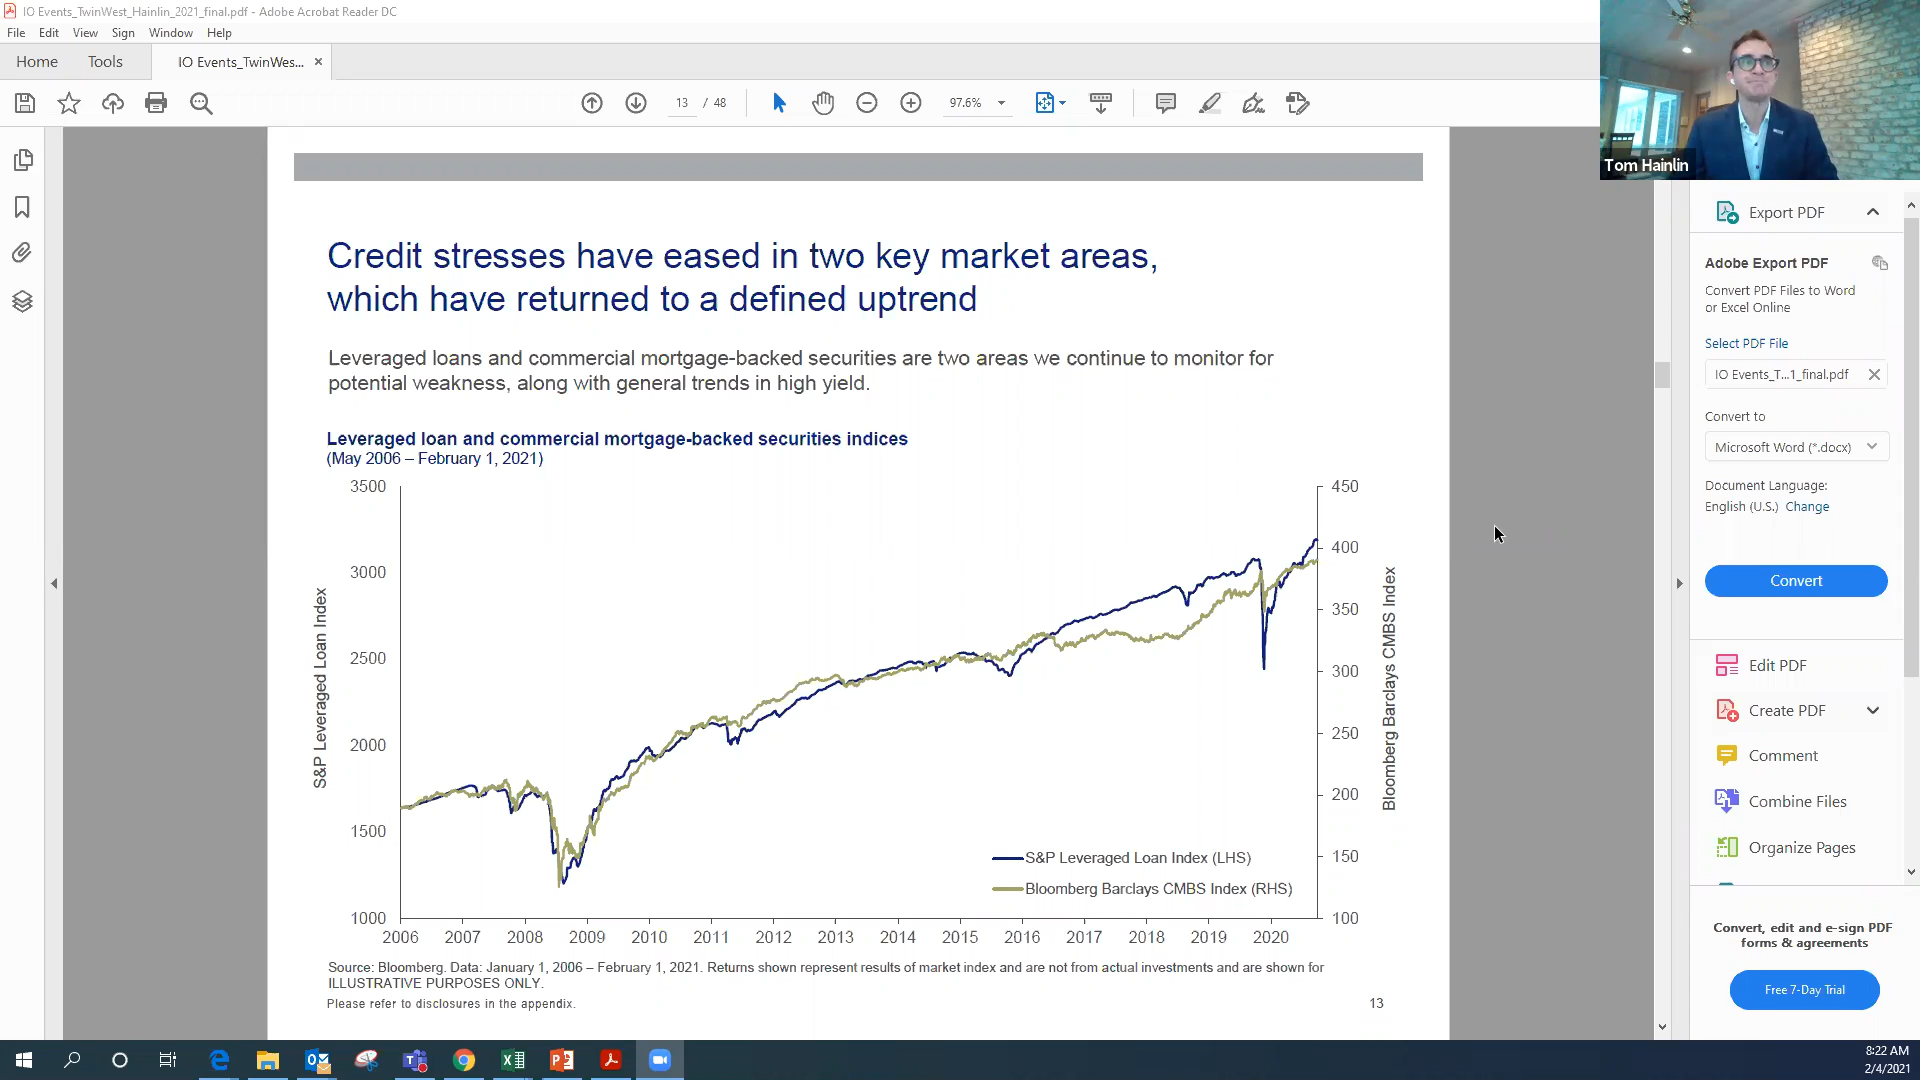 IO Events_TwinWest_Hainlin_2021_final.pdf - Adobe Acrobat Reader DC
File Edit View Sign Window Help
Home Tools IO Events_TwinWes... ×
13 / 48 97.6%
Tom Hainlin
Credit stresses have eased in two key market areas,
which have returned to a defined uptrend
Leveraged loans and commercial mortgage-backed securities are two areas we continue to monitor for
potential weakness, along with general trends in high yield.
Leveraged loan and commercial mortgage-backed securities indices
(May 2006 – February 1, 2021)
S&P Leveraged Loan Index
3500
3000
2500
2000
1500
1000
450
400
350
300
250
200
150
100
Bloomberg Barclays CMBS Index
S&P Leveraged Loan Index (LHS)
Bloomberg Barclays CMBS Index (RHS)
2006 2007 2008 2009 2010 2011 2012 2013 2014 2015 2016 2017 2018 2019 2020
Source: Bloomberg. Data: January 1, 2006 – February 1, 2021. Returns shown represent results of market index and are not from actual investments and are shown for
ILLUSTRATIVE PURPOSES ONLY.
Please refer to disclosures in the appendix.
13
Export PDF
Adobe Export PDF
Convert PDF Files to Word
or Excel Online
Select PDF File
IO Events_T...1_final.pdf
Convert to
Microsoft Word (*.docx)
Document Language:
English (U.S.) Change
Convert
Edit PDF
Create PDF
Comment
Combine Files
Organize Pages
Convert, edit and e-sign PDF
forms & agreements
Free 7-Day Trial
8:22 AM
2/4/2021